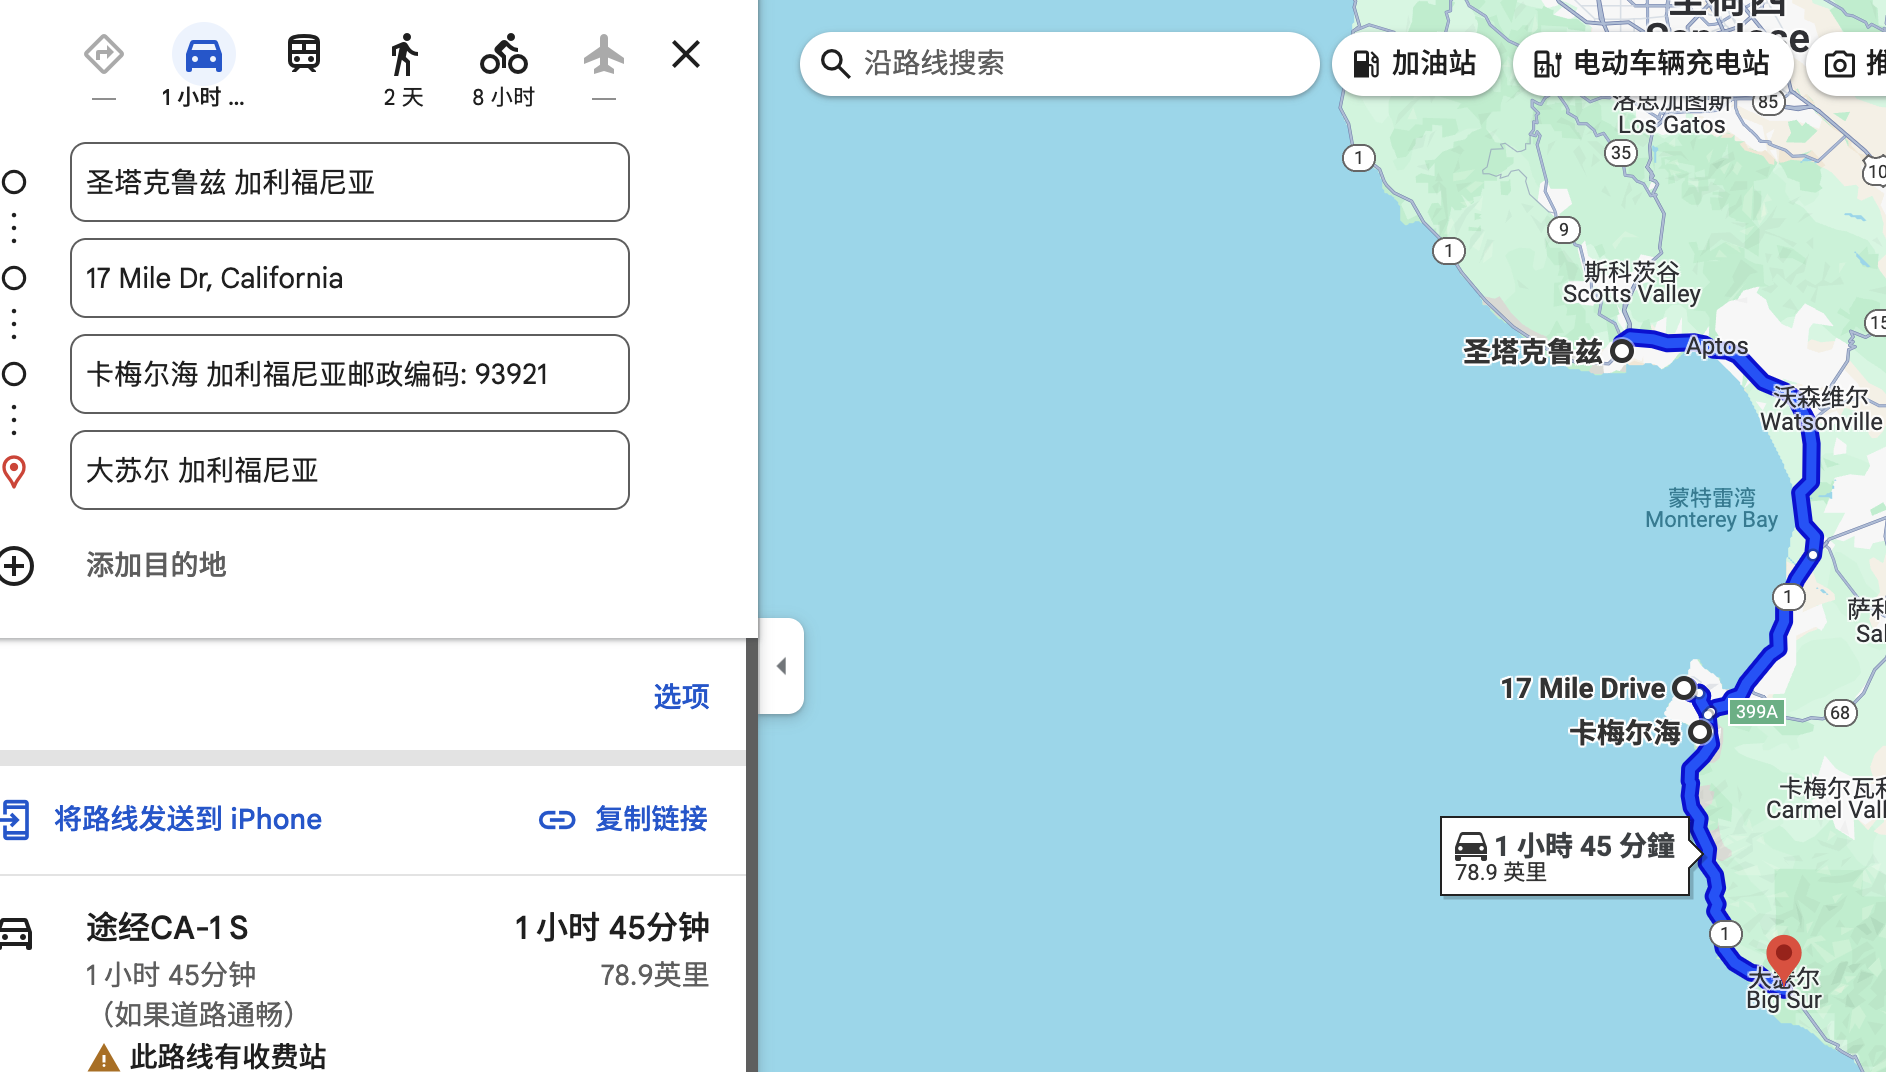 1 小时 ...
2 天
8 小时
圣塔克鲁兹 加利福尼亚
17 Mile Dr, California
卡梅尔海 加利福尼亚邮政编码: 93921
大苏尔 加利福尼亚
添加目的地
选项
将路线发送到 iPhone
复制链接
途经CA-1 S
1 小时 45分钟
1 小时 45分钟
78.9英里
（如果道路通畅）
此路线有收费站
沿路线搜索
加油站
电动车辆充电站
推
洛思加图斯
Los Gatos
85
35
1
10
9
1
斯科茨谷
Scotts Valley
15
圣塔克鲁兹
Aptos
沃森维尔
Watsonville
蒙特雷湾
Monterey Bay
1
萨利
Sal
17 Mile Drive
399A
68
卡梅尔海
卡梅尔瓦利
Carmel Vall
1 小時 45 分鐘
78.9 英里
1
Big Sur